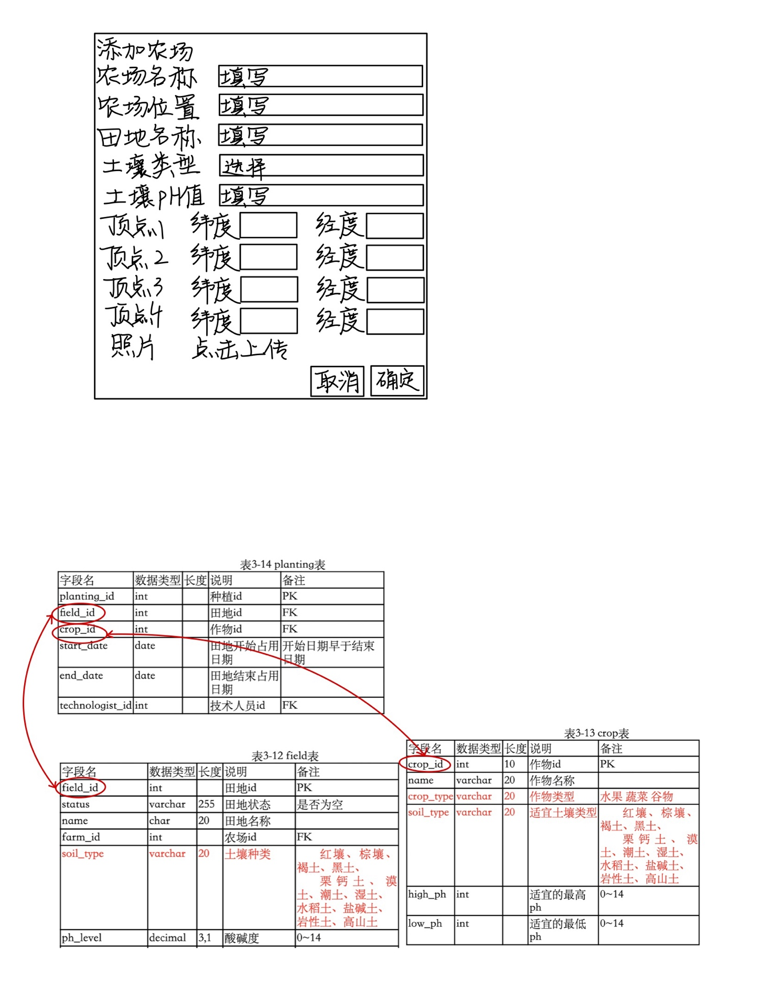 添加农场
农场名称 填写
农场位置 填写
田地名称 填写
土壤类型 选择
土壤pH值 填写
顶点1 纬度 经度
顶点2 纬度 经度
顶点3 纬度 经度
顶点4 纬度 经度
照片 点击上传
取消 确定
表3-14 planting表
字段名 数据类型 长度 说明 备注
planting_id int 种植id PK
field_id int 田地id FK
crop_id int 作物id FK
start_date date 田地开始占用 开始日期早于结束
日期 日期
end_date date 田地结束占用
日期
technologist_id int 技术人员id FK
表3-12 field表
字段名 数据类型 长度 说明 备注
field_id int 田地id PK
status varchar 255 田地状态 是否为空
name char 20 田地名称
farm_id int 农场id FK
soil_type varchar 20 土壤种类 红壤、棕壤、
褐土、黑土、
栗钙土、漠
土、潮土、湿土、
水稻土、盐碱土、
岩性土、高山土
ph_level decimal 3,1 酸碱度 0~14
表3-13 crop表
字段名 数据类型 长度 说明 备注
crop_id int 10 作物id PK
name varchar 20 作物名称
crop_type varchar 20 作物类型 水果 蔬菜 谷物
soil_type varchar 20 适宜土壤类型 红壤、棕壤、
褐土、黑土、
栗钙土、漠
土、潮土、湿土、
水稻土、盐碱土、
岩性土、高山土
high_ph int 适宜的最高 0~14
ph
low_ph int 适宜的最低 0~14
ph